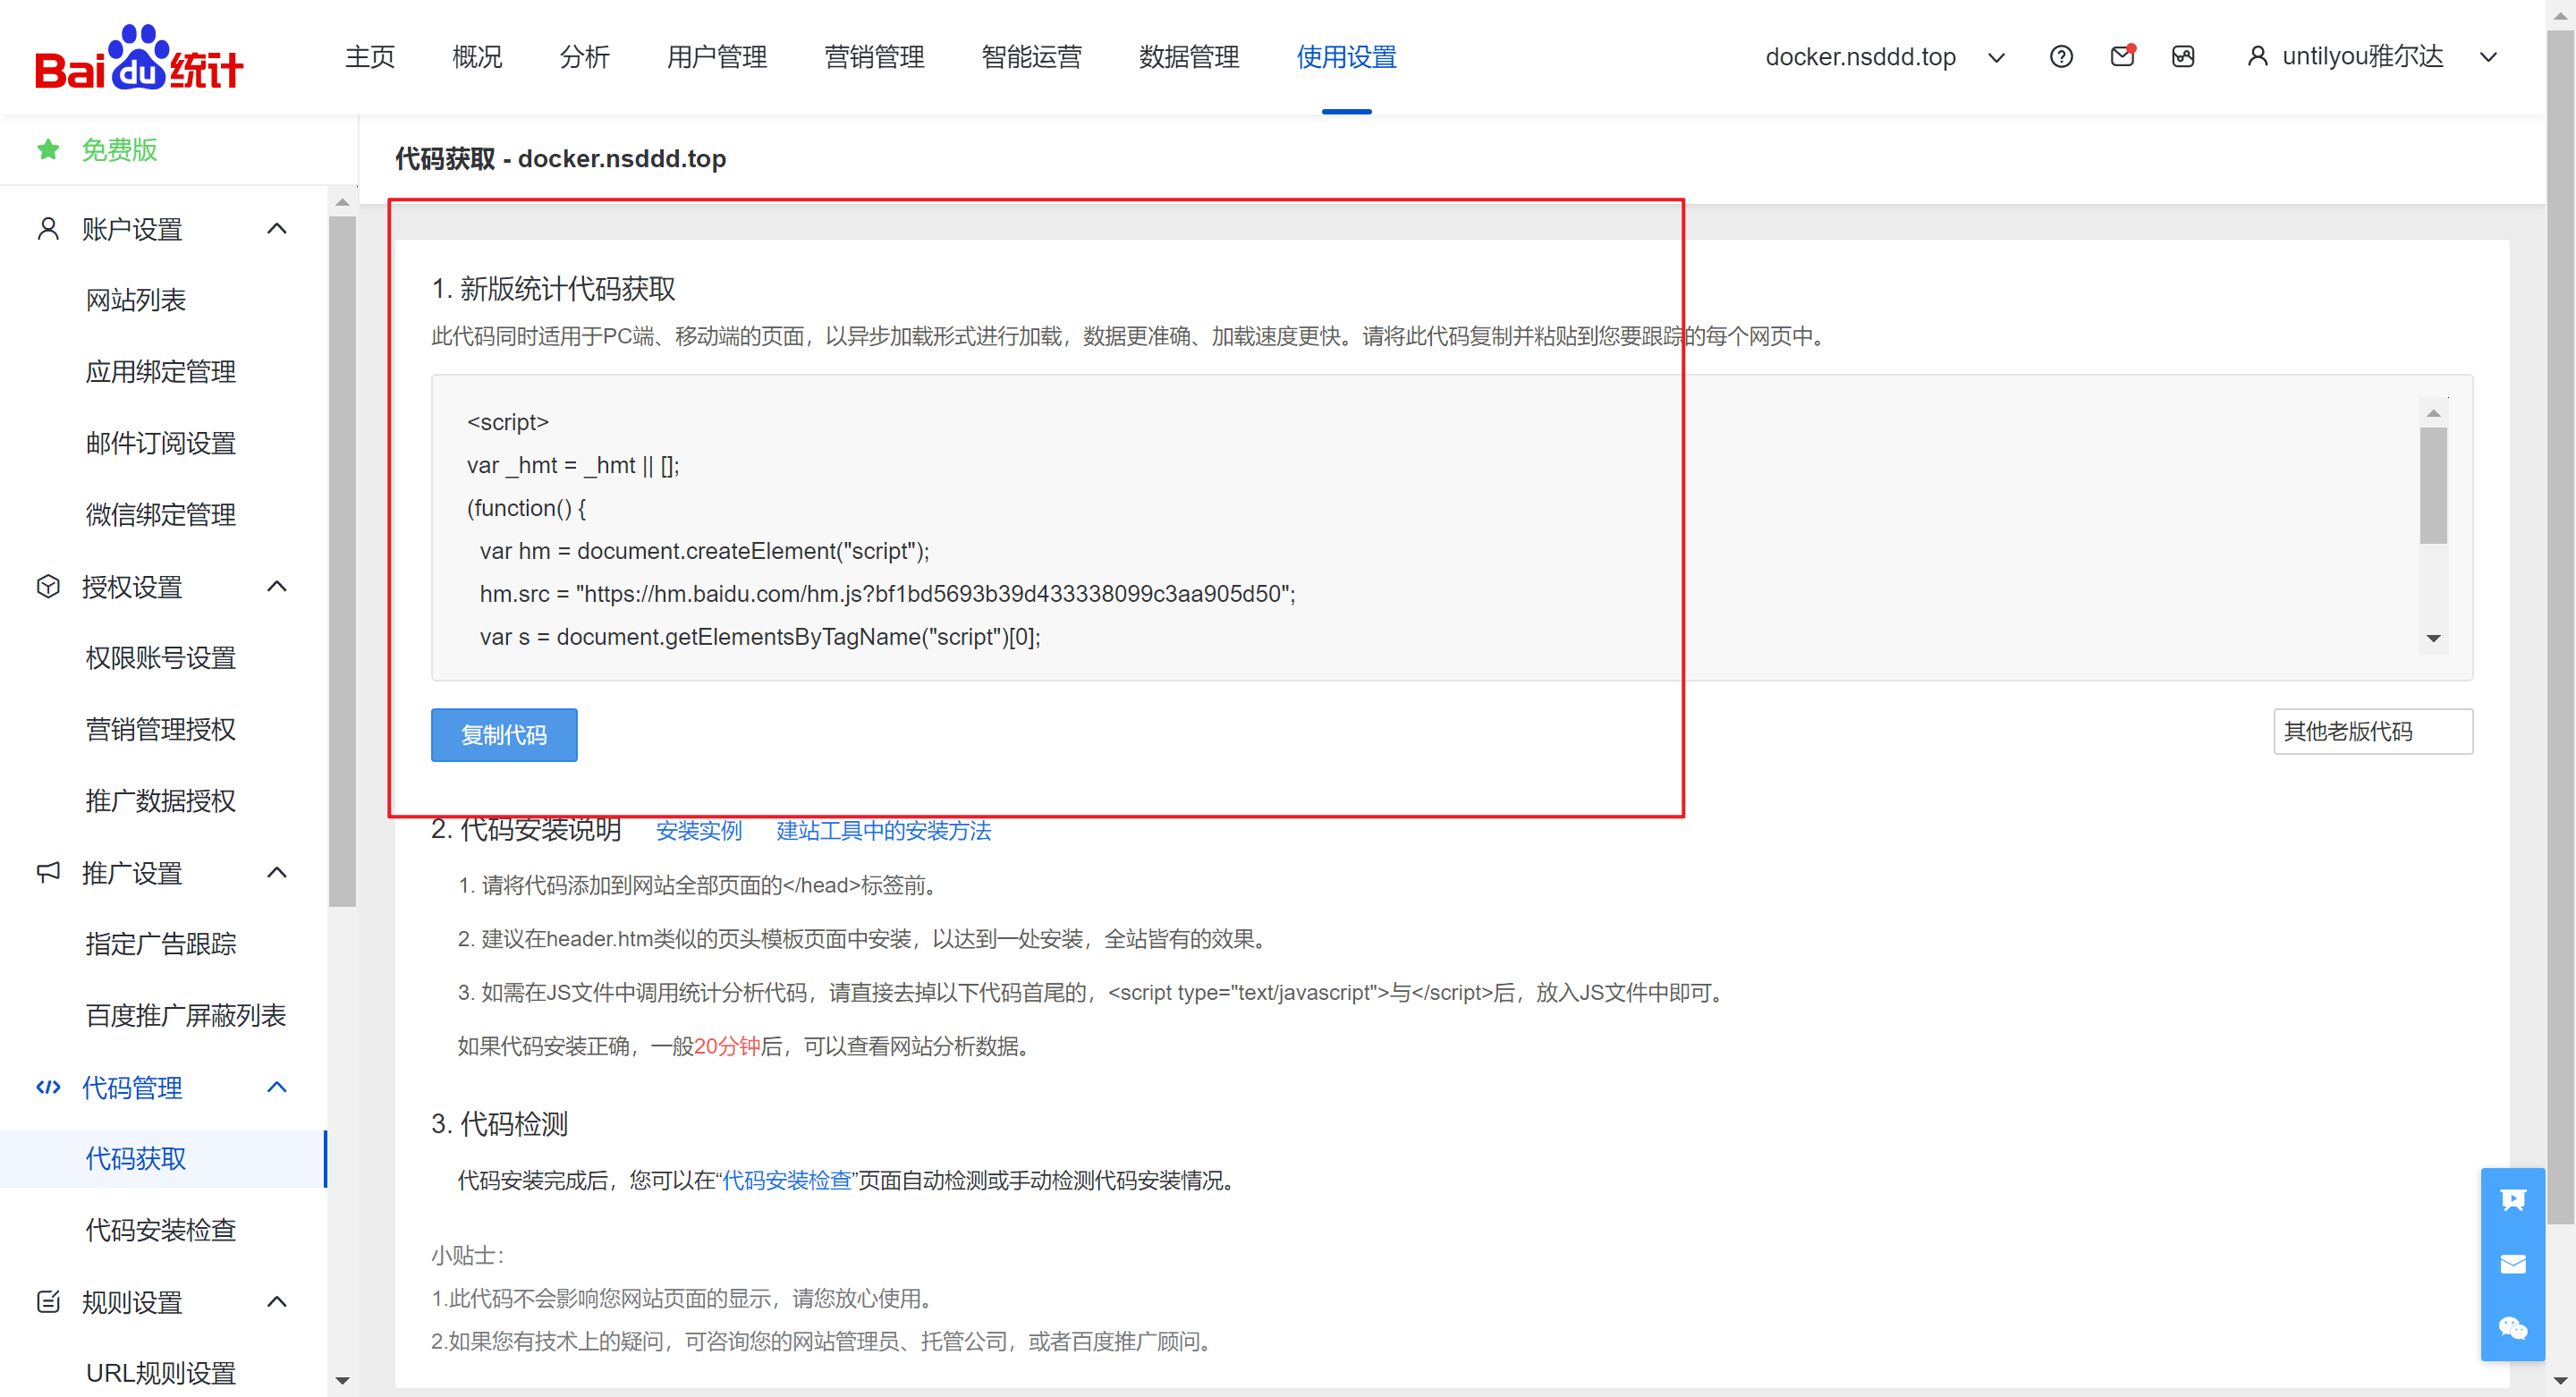 Baidu统计
主页 概况 分析 用户管理 营销管理 智能运营 数据管理 使用设置
docker.nsddd.top
untilyou雅尔达
免费版
账户设置
网站列表
应用绑定管理
邮件订阅设置
微信绑定管理
授权设置
权限账号设置
营销管理授权
推广数据授权
推广设置
指定广告跟踪
百度推广屏蔽列表
代码管理
代码获取
代码安装检查
规则设置
URL规则设置
代码获取 - docker.nsddd.top
1. 新版统计代码获取
此代码同时适用于PC端、移动端的页面，以异步加载形式进行加载，数据更准确、加载速度更快。请将此代码复制并粘贴到您要跟踪的每个网页中。
<script>
var _hmt = _hmt || [];
(function() {
var hm = document.createElement("script");
hm.src = "https://hm.baidu.com/hm.js?bf1bd5693b39d433338099c3aa905d50";
var s = document.getElementsByTagName("script")[0];
复制代码
其他老版代码
2. 代码安装说明 安装实例 建站工具中的安装方法
1. 请将代码添加到网站全部页面的</head>标签前。
2. 建议在header.htm类似的页头模板页面中安装，以达到一处安装，全站皆有的效果。
3. 如需在JS文件中调用统计分析代码，请直接去掉以下代码首尾的，<script type="text/javascript">与</script>后，放入JS文件中即可。
如果代码安装正确，一般20分钟后，可以查看网站分析数据。
3. 代码检测
代码安装完成后，您可以在“代码安装检查”页面自动检测或手动检测代码安装情况。
小贴士：
1.此代码不会影响您网站页面的显示，请您放心使用。
2.如果您有技术上的疑问，可咨询您的网站管理员、托管公司，或者百度推广顾问。